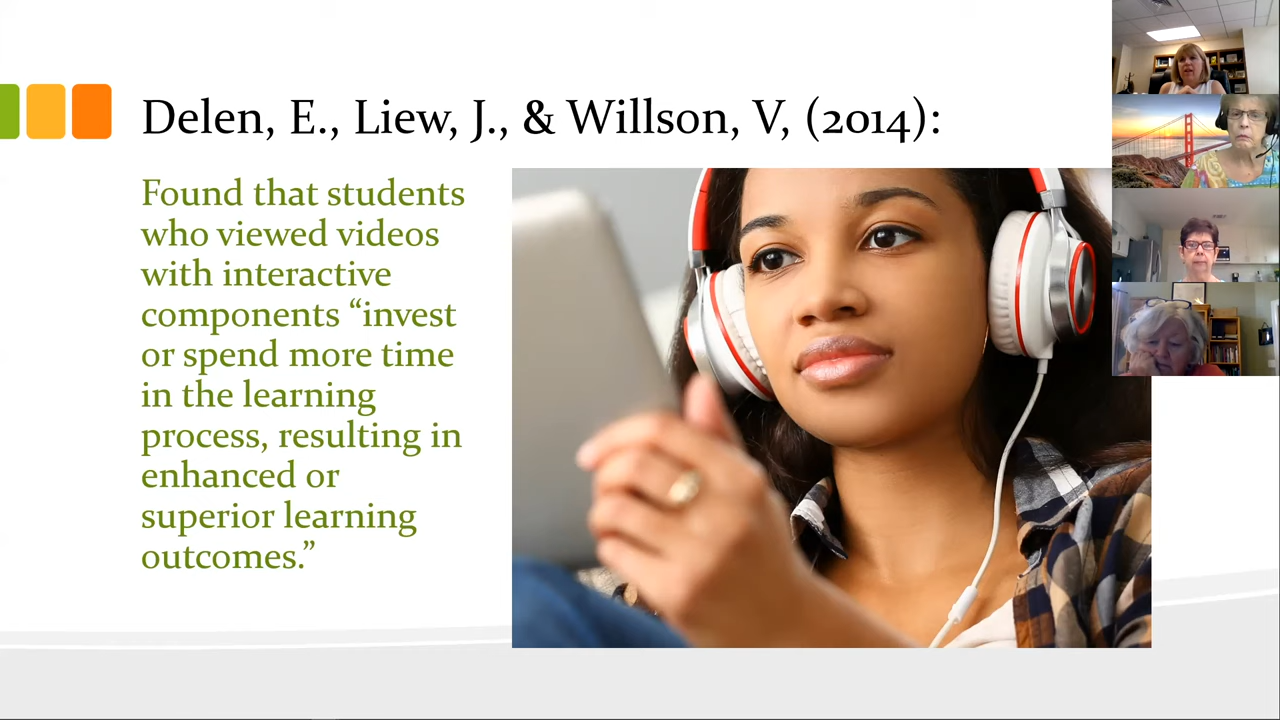 Delen, E., Liew, J., & Willson, V, (2014):
Found that students
who viewed videos
with interactive
components “invest
or spend more time
in the learning
process, resulting in
enhanced or
superior learning
outcomes.”